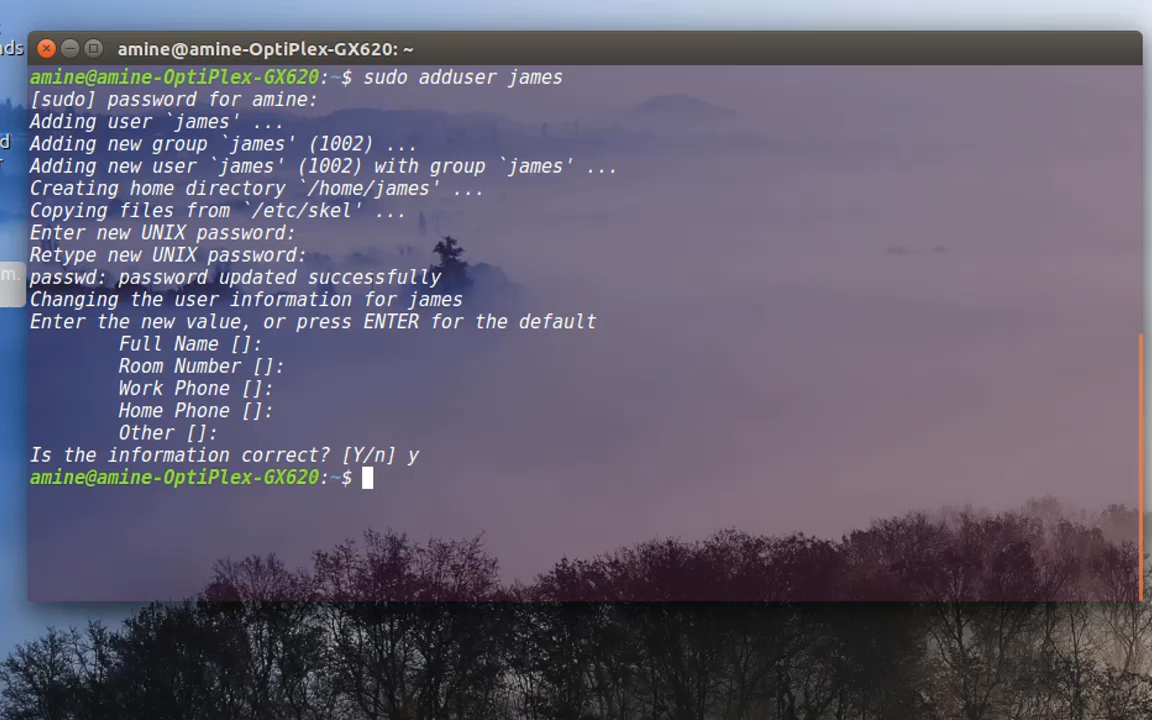 ds
amine@amine-OptiPlex-GX620: ~
d
m.
amine@amine-OptiPlex-GX620:~$ sudo adduser james
[sudo] password for amine:
Adding user `james' ...
Adding new group `james' (1002) ...
Adding new user `james' (1002) with group `james' ...
Creating home directory `/home/james' ...
Copying files from `/etc/skel' ...
Enter new UNIX password:
Retype new UNIX password:
passwd: password updated successfully
Changing the user information for james
Enter the new value, or press ENTER for the default
Full Name []:
Room Number []:
Work Phone []:
Home Phone []:
Other []:
Is the information correct? [Y/n] y
amine@amine-OptiPlex-GX620:~$